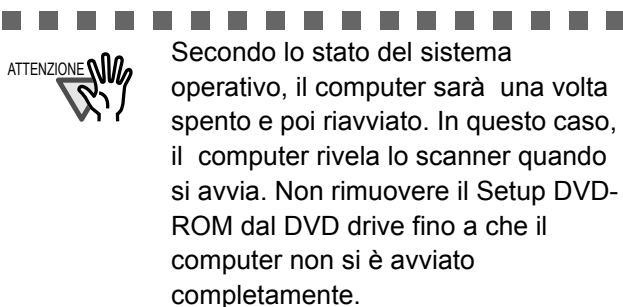 ATTENZIONE
Secondo lo stato del sistema
operativo, il computer sarà una volta
spento e poi riavviato. In questo caso,
il computer rivela lo scanner quando
si avvia. Non rimuovere il Setup DVD-
ROM dal DVD drive fino a che il
computer non si è avviato
completamente.